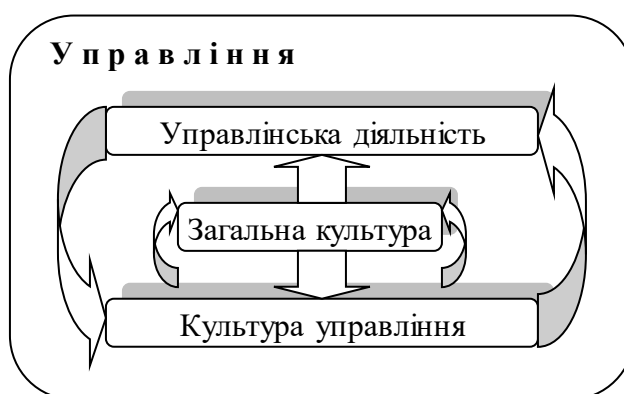 Управління
Управлінська діяльність
Загальна культура
Культура управління